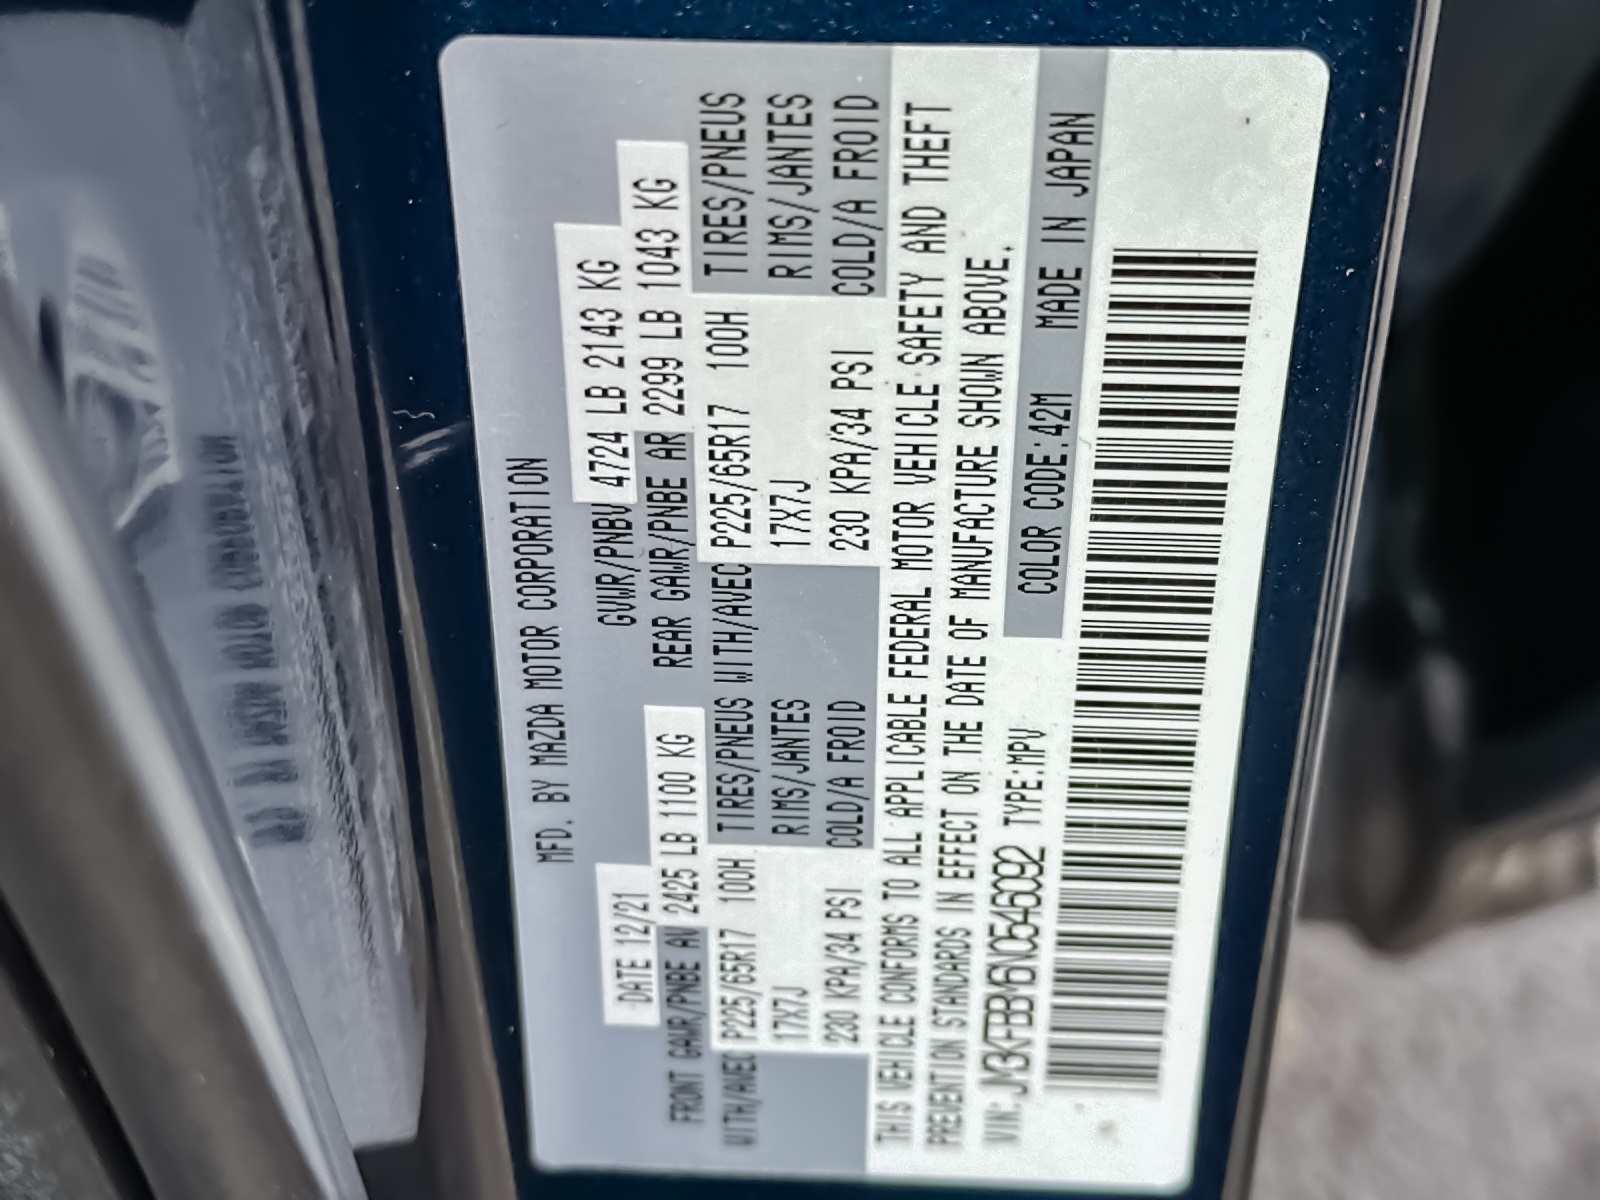 MFD. BY MAZDA MOTOR CORPORATION
DATE 12/21 GVWR/PNBV 4724 LB 2143 KG
FRONT GAWR/PNBE AV 2425 LB 1100 KG REAR GAWR/PNBE AR 2299 LB 1043 KG
WITH/AVEC P225/65R17 100H TIRES/PNEUS WITH/AVEC P225/65R17 100H TIRES/PNEUS
17X7J RIMS/JANTES 17X7J RIMS/JANTES
230 KPA/34 PSI COLD/A FROID 230 KPA/34 PSI COLD/A FROID
THIS VEHICLE CONFORMS TO ALL APPLICABLE FEDERAL MOTOR VEHICLE SAFETY AND THEFT
PREVENTION STANDARDS IN EFFECT ON THE DATE OF MANUFACTURE SHOWN ABOVE.
VIN: JM3KFBBM6N0546092 TYPE:MPV COLOR CODE:42M MADE IN JAPAN